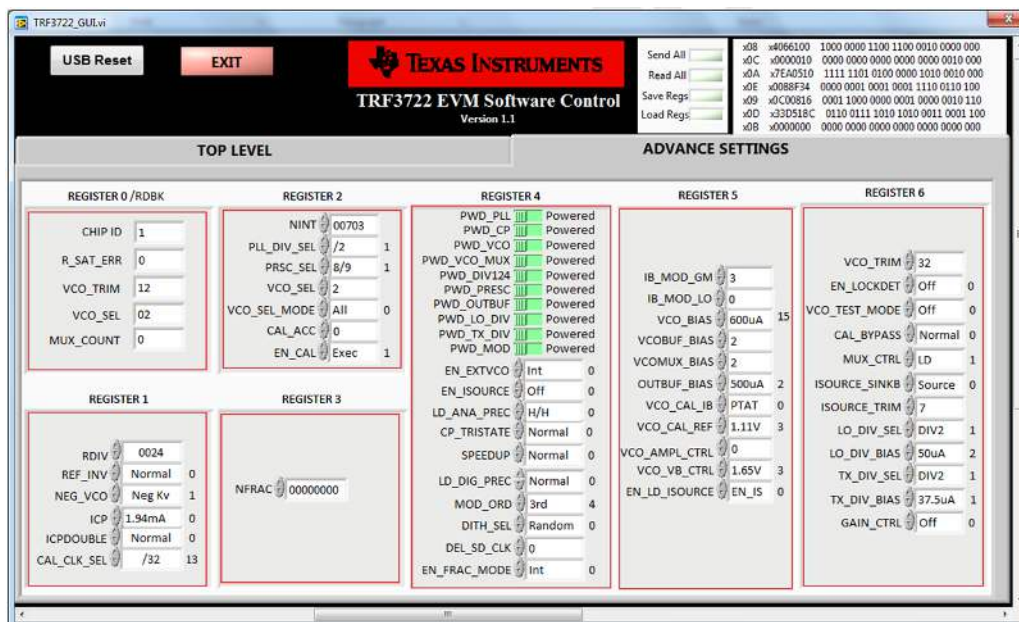 TRF3722_GUI.vi
USB Reset
EXIT
TEXAS INSTRUMENTS
TRF3722 EVM Software Control
Version 1.1
Send All
Read All
Save Regs
Load Regs
x08 x4066100 1000 0000 1100 1100 0010 0000 000
x0C x0000010 0000 0000 0000 0000 0000 0010 000
x0A x7EA0510 1111 1101 0100 0000 1010 0010 000
x0E x0088F34 0000 0001 0001 0001 1110 0110 100
x09 x0C00816 0001 1000 0000 0001 0000 0010 110
x0D x33D518C 0110 0111 1010 1010 0011 0001 100
x0B x0000000 0000 0000 0000 0000 0000 0000 000
TOP LEVEL
ADVANCE SETTINGS
REGISTER 0 /RDBK
CHIP ID 1
R_SAT_ERR 0
VCO_TRIM 12
VCO_SEL 02
MUX_COUNT 0
REGISTER 1
RDIV 0024
REF_INV Normal 0
NEG_VCO Neg Kv 1
ICP 1.94mA 0
ICPDOUBLE Normal 0
CAL_CLK_SEL /32 13
REGISTER 2
NINT 00703
PLL_DIV_SEL /2 1
PRSC_SEL 8/9 1
VCO_SEL 2
VCO_SEL_MODE All 0
CAL_ACC 0
EN_CAL Exec 1
REGISTER 3
NFRAC 00000000
REGISTER 4
PWD_PLL Powered
PWD_CP Powered
PWD_VCO Powered
PWD_VCO_MUX Powered
PWD_DIV124 Powered
PWD_PRESC Powered
PWD_OUTBUF Powered
PWD_LO_DIV Powered
PWD_TX_DIV Powered
PWD_MOD Powered
EN_EXTVCO Int 0
EN_ISOURCE Off 0
LD_ANA_PREC H/H 0
CP_TRISTATE Normal 0
SPEEDUP Normal 0
LD_DIG_PREC Normal 0
MOD_ORD 3rd 4
DITH_SEL Random 0
DEL_SD_CLK 0
EN_FRAC_MODE Int 0
REGISTER 5
IB_MOD_GM 3
IB_MOD_LO 0
VCO_BIAS 600uA 15
VCOBUF_BIAS 2
VCOMUX_BIAS 2
OUTBUF_BIAS 500uA 2
VCO_CAL_IB PTAT 0
VCO_CAL_REF 1.11V 3
VCO_AMPL_CTRL 0
VCO_VB_CTRL 1.65V 3
EN_LD_ISOURCE EN_IS 0
REGISTER 6
VCO_TRIM 32
EN_LOCKDET Off 0
VCO_TEST_MODE Off 0
CAL_BYPASS Normal 0
MUX_CTRL LD 1
ISOURCE_SINKB Source 0
ISOURCE_TRIM 7
LO_DIV_SEL DIV2 1
LO_DIV_BIAS 50uA 2
TX_DIV_SEL DIV2 1
TX_DIV_BIAS 37.5uA 1
GAIN_CTRL Off 0